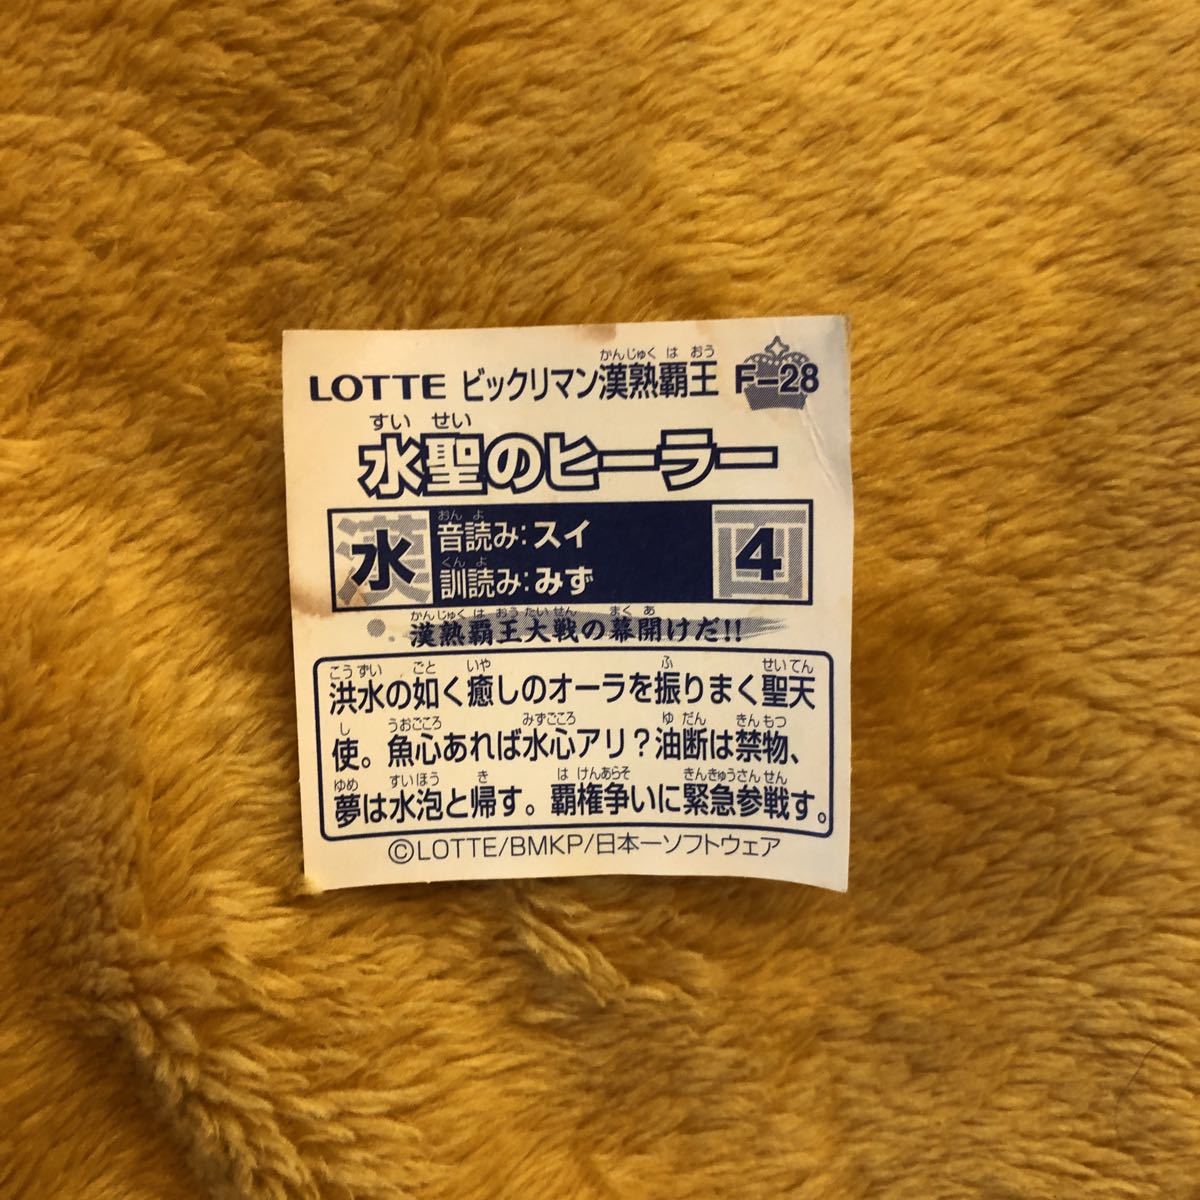 かんじゅく は おう
LOTTE ビックリマン漢熟覇王 F-28
すい せい
水聖のヒーラー
おん よ
漢 水 音読み:スイ 画 4
くん よ
訓読み:みず
かんじゅく は おうたいせん まくあ
漢熟覇王大戦の幕開けだ!!
こうずい ごと いや ふ せいてん
洪水の如く癒しのオーラを振りまく聖天
し うおごころ みずごころ ゆ だん きんもつ
使。魚心あれば水心アリ?油断は禁物、
ゆめ すいほう き は けんあらそ きんきゅうさんせん
夢は水泡と帰す。覇権争いに緊急参戦す。
©LOTTE/BMKP/日本一ソフトウェア